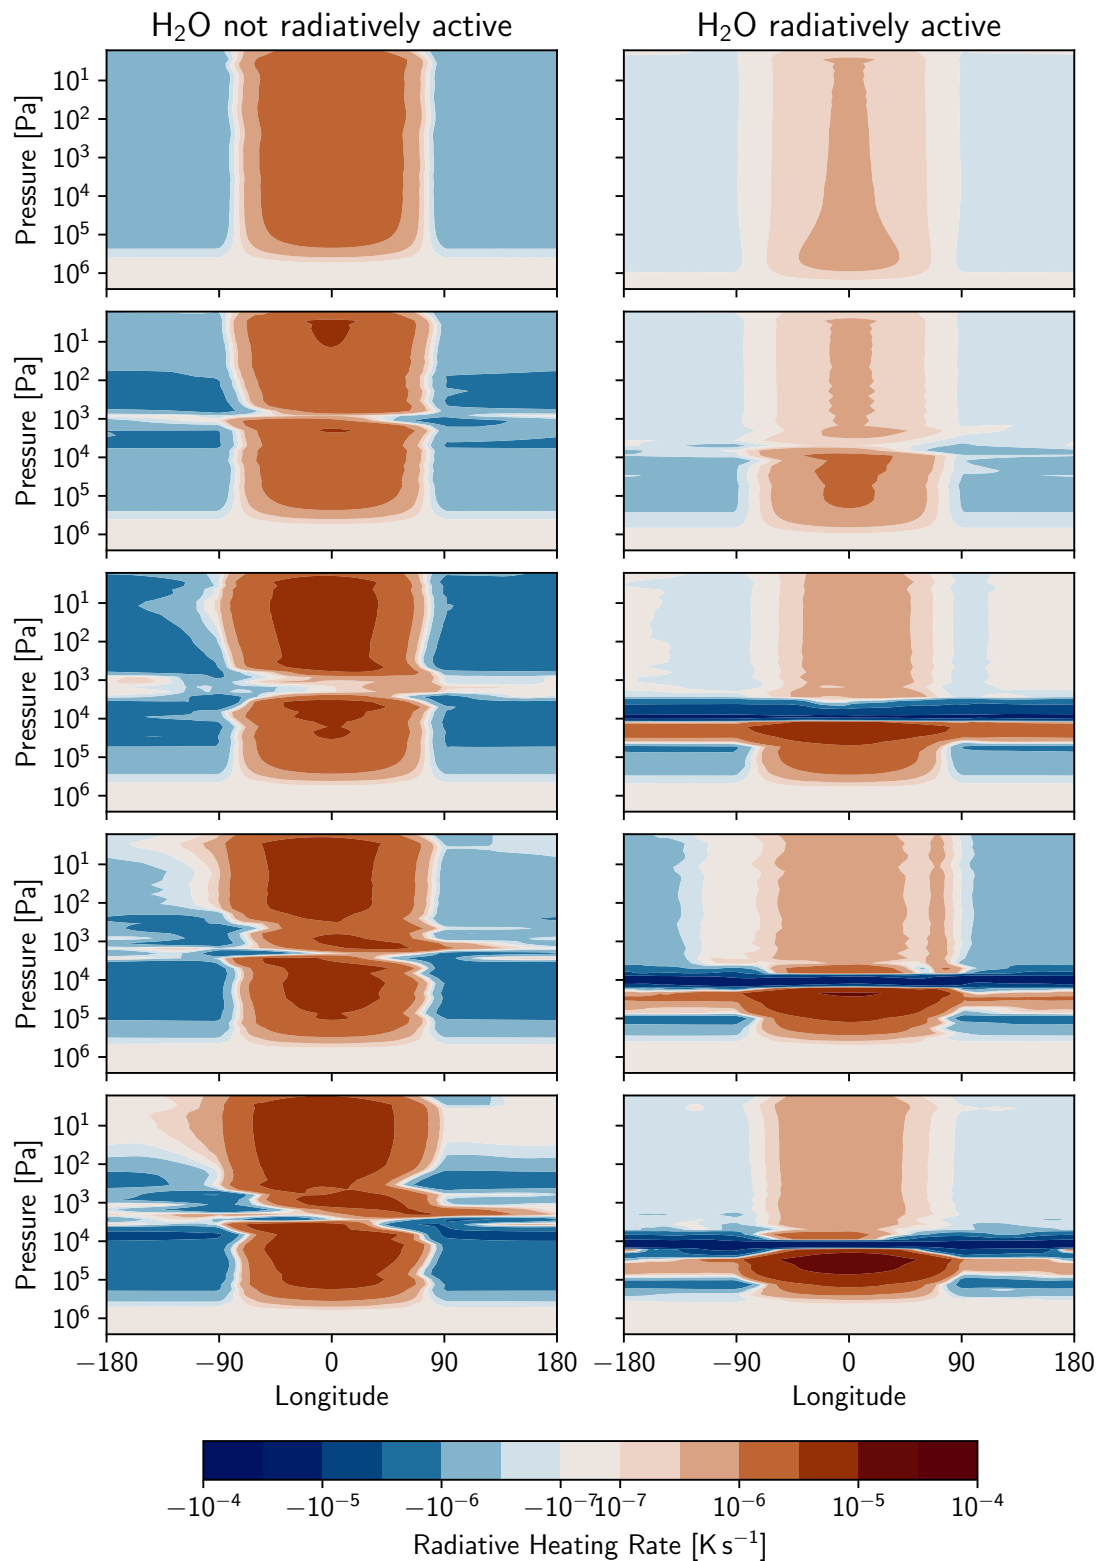 H₂O not radiatively active
H₂O radiatively active
Pressure [Pa]
10¹
10²
10³
10⁴
10⁵
10⁶
Pressure [Pa]
10¹
10²
10³
10⁴
10⁵
10⁶
Pressure [Pa]
10¹
10²
10³
10⁴
10⁵
10⁶
Pressure [Pa]
10¹
10²
10³
10⁴
10⁵
10⁶
Pressure [Pa]
10¹
10²
10³
10⁴
10⁵
10⁶
−180 −90 0 90 180
−180 −90 0 90 180
Longitude
Longitude
−10⁻⁴ −10⁻⁵ −10⁻⁶ −10⁻⁷ 10⁻⁷ 10⁻⁶ 10⁻⁵ 10⁻⁴
Radiative Heating Rate [K s⁻¹]